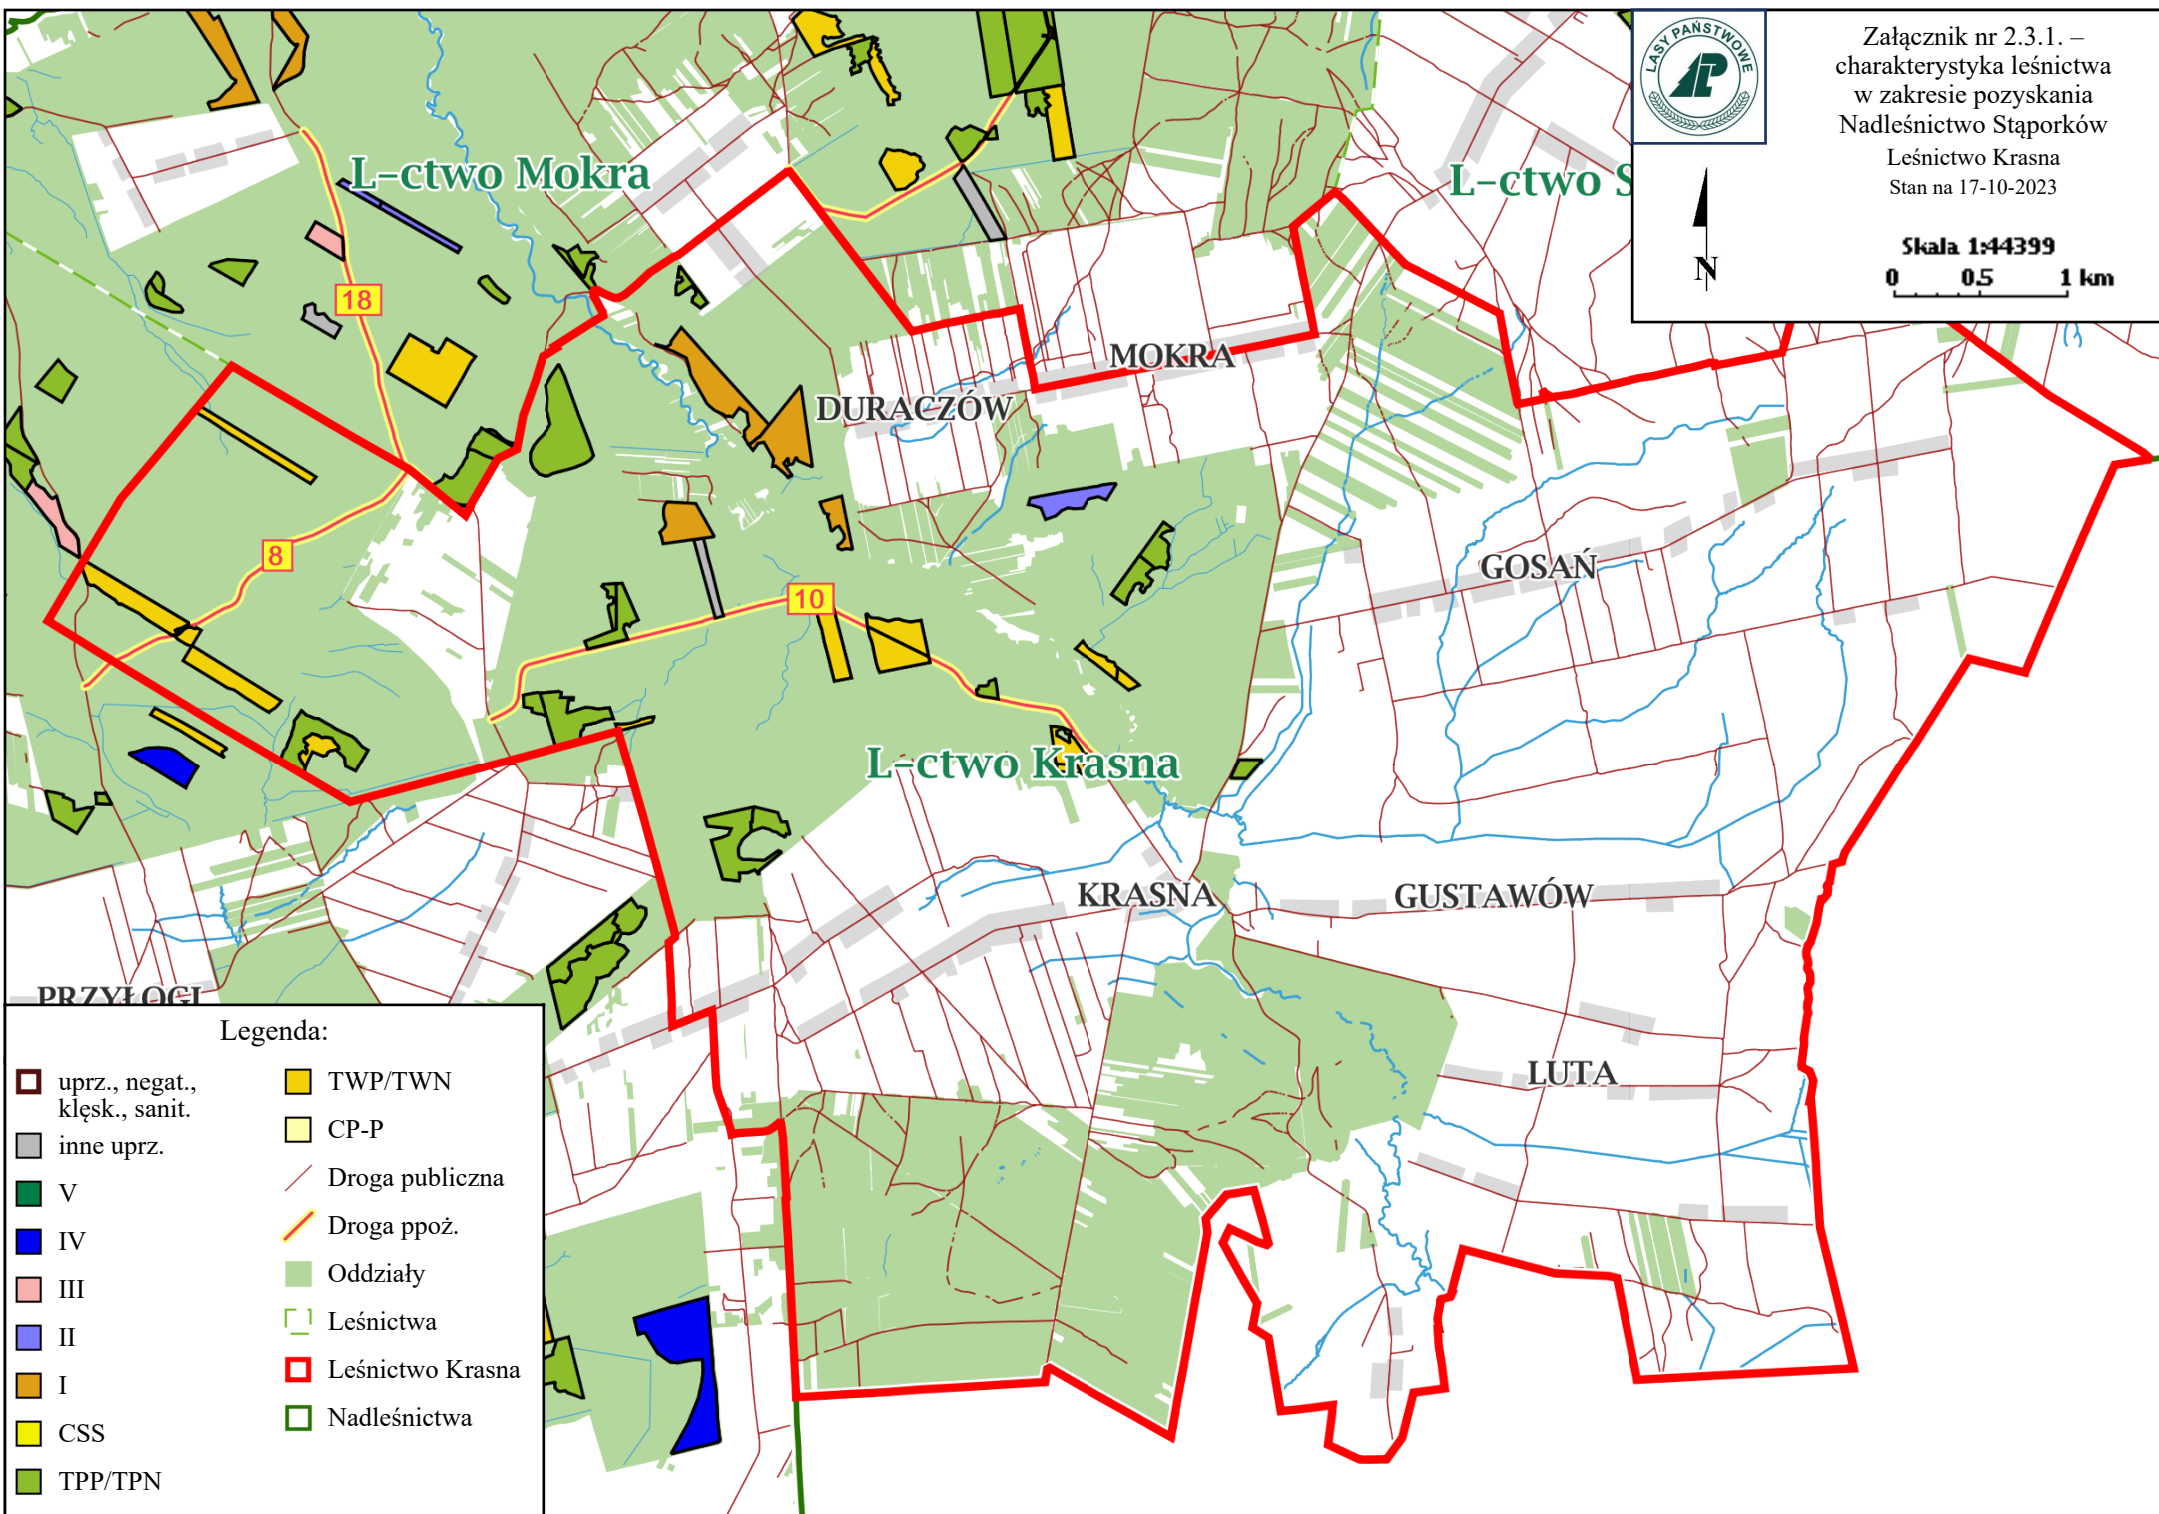 LASY PAŃSTWOWE
Załącznik nr 2.3.1. –
charakterystyka leśnictwa
w zakresie pozyskania
Nadleśnictwo Stąporków
Leśnictwo Krasna
Stan na 17-10-2023
N
Skala 1:44399
0 0.5 1 km
L-ctwo Mokra
L-ctwo S
18
MOKRA
DURACZÓW
8
10
GOSAŃ
L-ctwo Krasna
KRASNA
GUSTAWÓW
PRZYŁOGI
LUTA
Legenda:
uprz., negat.,
klęsk., sanit.
inne uprz.
V
IV
III
II
I
CSS
TPP/TPN
TWP/TWN
CP-P
Droga publiczna
Droga ppoż.
Oddziały
Leśnictwa
Leśnictwo Krasna
Nadleśnictwa